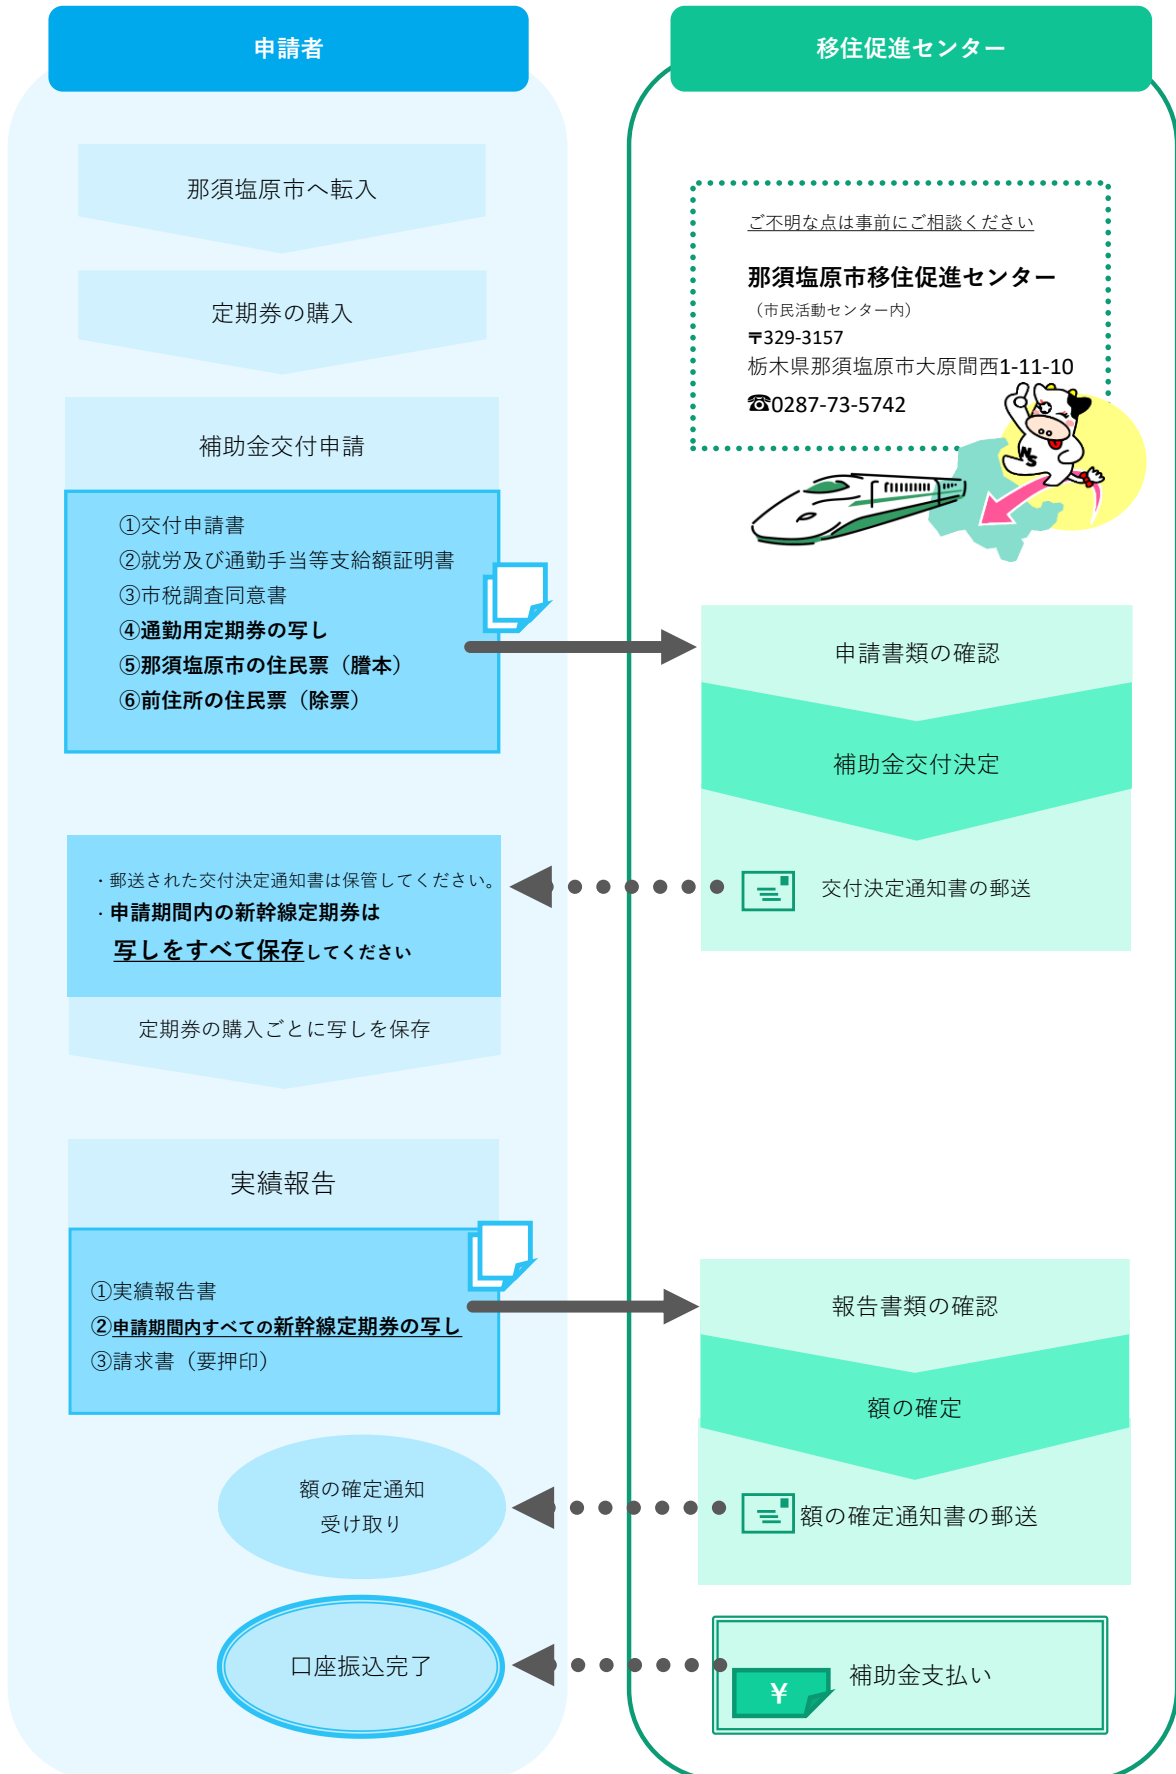 申請者
移住促進センター
那須塩原市へ転入
定期券の購入
ご不明な点は事前にご相談ください
那須塩原市移住促進センター
（市民活動センター内）
〒329-3157
栃木県那須塩原市大原間西1-11-10
☎0287-73-5742
NS
補助金交付申請
①交付申請書
②就労及び通勤手当等支給額証明書
③市税調査同意書
④通勤用定期券の写し
⑤那須塩原市の住民票（謄本）
⑥前住所の住民票（除票）
申請書類の確認
補助金交付決定
交付決定通知書の郵送
・郵送された交付決定通知書は保管してください。
・申請期間内の新幹線定期券は
写しをすべて保存してください
定期券の購入ごとに写しを保存
実績報告
①実績報告書
②申請期間内すべての新幹線定期券の写し
③請求書（要押印）
報告書類の確認
額の確定
額の確定通知書の郵送
額の確定通知
受け取り
口座振込完了
¥
補助金支払い